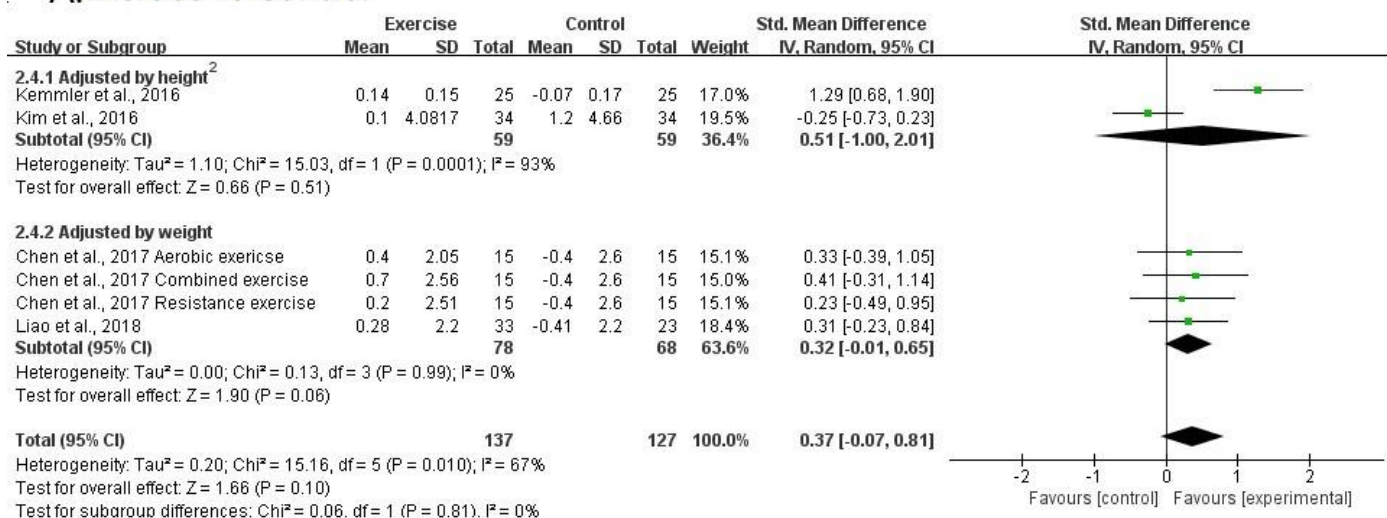 Exercise Control Std. Mean Difference Std. Mean Difference
Study or Subgroup Mean SD Total Mean SD Total Weight IV, Random, 95% CI IV, Random, 95% CI
2.4.1 Adjusted by height²
Kemmler et al., 2016 0.14 0.15 25 -0.07 0.17 25 17.0% 1.29 [0.68, 1.90]
Kim et al., 2016 0.1 4.0817 34 1.2 4.66 34 19.5% -0.25 [-0.73, 0.23]
Subtotal (95% CI) 59 59 36.4% 0.51 [-1.00, 2.01]
Heterogeneity: Tau² = 1.10; Chi² = 15.03, df = 1 (P = 0.0001); I² = 93%
Test for overall effect: Z = 0.66 (P = 0.51)
2.4.2 Adjusted by weight
Chen et al., 2017 Aerobic exericse 0.4 2.05 15 -0.4 2.6 15 15.1% 0.33 [-0.39, 1.05]
Chen et al., 2017 Combined exercise 0.7 2.56 15 -0.4 2.6 15 15.0% 0.41 [-0.31, 1.14]
Chen et al., 2017 Resistance exercise 0.2 2.51 15 -0.4 2.6 15 15.1% 0.23 [-0.49, 0.95]
Liao et al., 2018 0.28 2.2 33 -0.41 2.2 23 18.4% 0.31 [-0.23, 0.84]
Subtotal (95% CI) 78 68 63.6% 0.32 [-0.01, 0.65]
Heterogeneity: Tau² = 0.00; Chi² = 0.13, df = 3 (P = 0.99); I² = 0%
Test for overall effect: Z = 1.90 (P = 0.06)
Total (95% CI) 137 127 100.0% 0.37 [-0.07, 0.81]
Heterogeneity: Tau² = 0.20; Chi² = 15.16, df = 5 (P = 0.010); I² = 67%
Test for overall effect: Z = 1.66 (P = 0.10)
Test for subgroup differences: Chi² = 0.06, df = 1 (P = 0.81), I² = 0%
-2 -1 0 1 2
Favours [control] Favours [experimental]